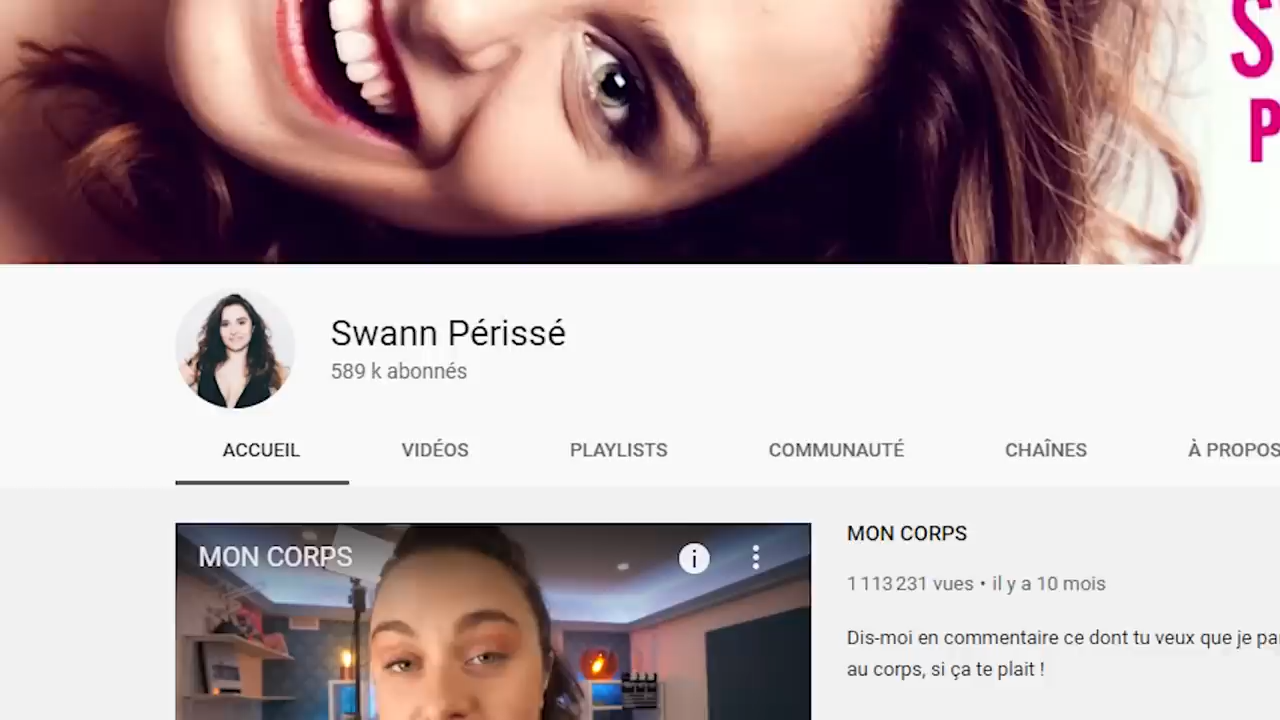 Swann Périssé
589 k abonnés
ACCUEIL VIDÉOS PLAYLISTS COMMUNAUTÉ CHAÎNES À PROPOS
MON CORPS
MON CORPS
1 113 231 vues • il y a 10 mois
Dis-moi en commentaire ce dont tu veux que je
au corps, si ça te plait !